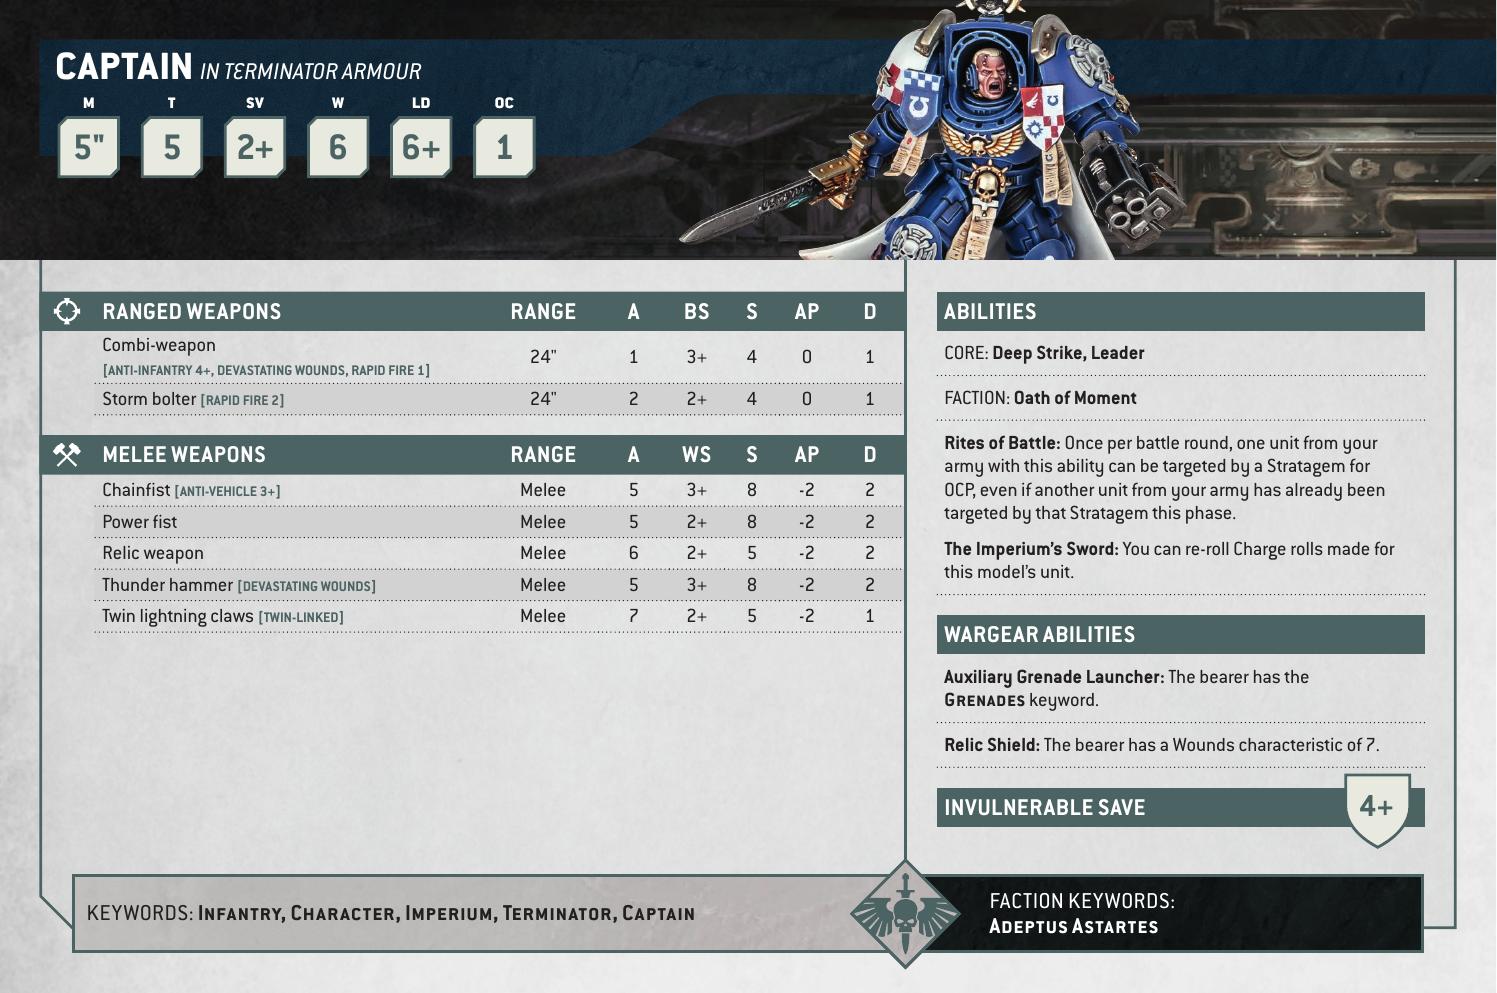 CAPTAIN IN TERMINATOR ARMOUR
M T SV W LD OC
5" 5 2+ 6 6+ 1
RANGED WEAPONS RANGE A BS S AP D
Combi-weapon
[ANTI-INFANTRY 4+, DEVASTATING WOUNDS, RAPID FIRE 1] 24" 1 3+ 4 0 1
Storm bolter [RAPID FIRE 2] 24" 2 2+ 4 0 1
MELEE WEAPONS RANGE A WS S AP D
Chainfist [ANTI-VEHICLE 3+] Melee 5 3+ 8 -2 2
Power fist Melee 5 2+ 8 -2 2
Relic weapon Melee 6 2+ 5 -2 2
Thunder hammer [DEVASTATING WOUNDS] Melee 5 3+ 8 -2 2
Twin lightning claws [TWIN-LINKED] Melee 7 2+ 5 -2 1
ABILITIES
CORE: Deep Strike, Leader
FACTION: Oath of Moment
Rites of Battle: Once per battle round, one unit from your
army with this ability can be targeted by a Stratagem for
0CP, even if another unit from your army has already been
targeted by that Stratagem this phase.
The Imperium's Sword: You can re-roll Charge rolls made for
this model's unit.
WARGEAR ABILITIES
Auxiliary Grenade Launcher: The bearer has the
GRENADES keyword.
Relic Shield: The bearer has a Wounds characteristic of 7.
INVULNERABLE SAVE 4+
KEYWORDS: INFANTRY, CHARACTER, IMPERIUM, TERMINATOR, CAPTAIN
FACTION KEYWORDS:
ADEPTUS ASTARTES